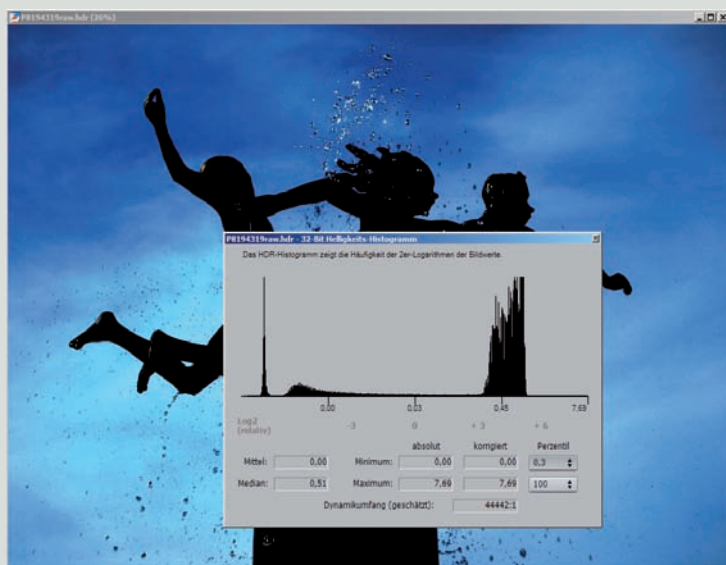 P8194319raw.hdr (26%)
P8194319raw.hdr - 32-Bit Helligkeits-Histogramm
Das HDR-Histogramm zeigt die Häufigkeit der 2er-Logarithmen der Bildwerte.
0,00 0,03 0,45 7,69
Log2 (relativ) -3 0 + 3 + 6
absolut korrigiert Perzentil
Mittel: 0,00 Minimum: 0,00 0,00 0,3
Median: 0,51 Maximum: 7,69 7,69 100
Dynamikumfang (geschätzt): 44442:1